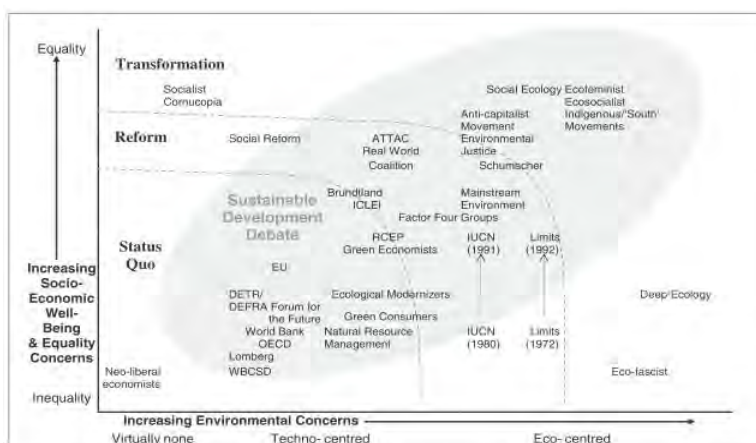 Equality
Transformation
Socialist
Cornucopia
Social Ecology Ecofeminist
Ecosocialist
Indigenous/'South'
Movements
Anti-capitalist
Movement
Environmental
Justice
Reform
Social Reform
ATTAC
Real World
Coalition
Schumischer
Brundtland
ICLEI
Mainstream
Environment
Sustainable
Development
Debate
Factor Four Groups
Status
Quo
RCEP
Green Economists
IUCN
(1991)
Limits
(1992)
EU
Increasing
Socio-
Economic
Well-
Being
& Equality
Concerns
DETR/
DEFRA Forum for
the Future
Ecological Modernizers
Deep Ecology
Green Consumers
World Bank
OECD
Natural Resource
Management
IUCN
(1980)
Limits
(1972)
Lomberg
WBCSD
Neo-liberal
economists
Eco-fascist
Inequality
Increasing Environmental Concerns
Virtually none
Techno- centred
Eco- centred